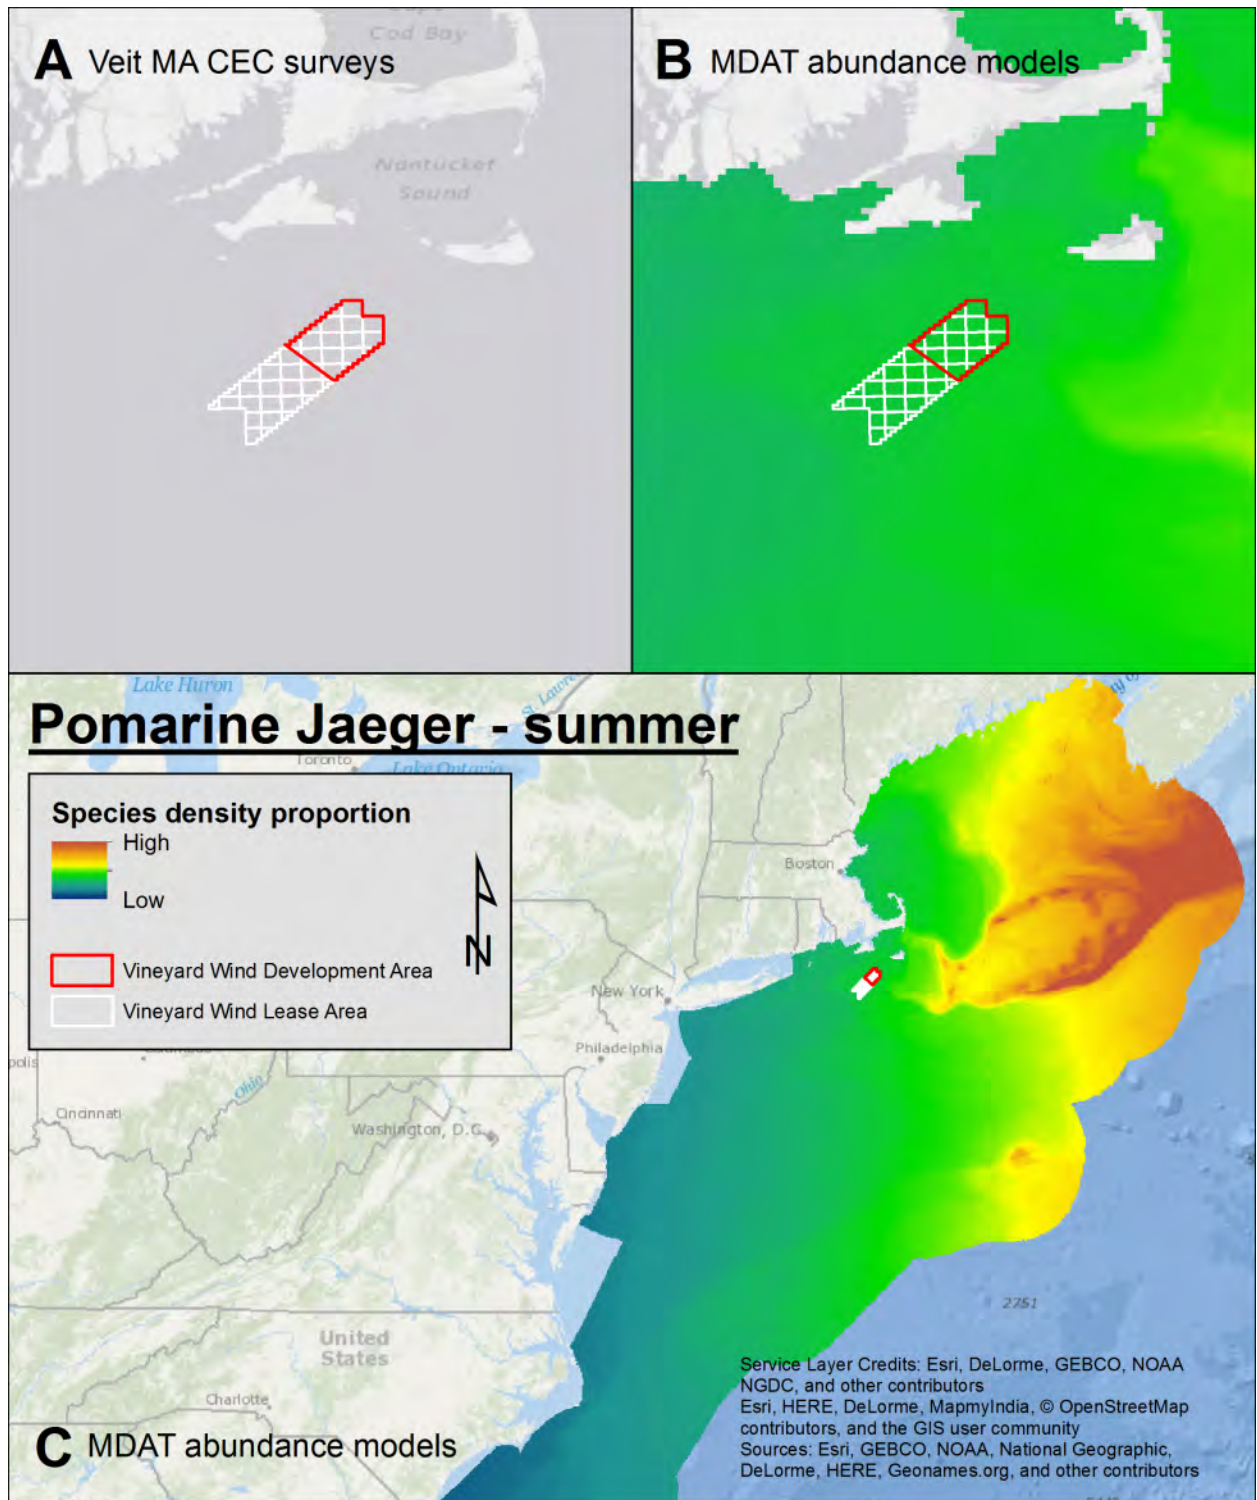 A Veit MA CEC surveys
Cod Bay
Nantucket
Sound
B MDAT abundance models
Lake Huron
St. Lawre
Pomarine Jaeger - summer
Toronto
Lake Ontario
Species density proportion
High
Low
N
Vineyard Wind Development Area
Vineyard Wind Lease Area
Boston
New York
Philadelphia
Ohio
Cincinnati
Washington, D.C.
2751
United
States
Charlotte
Service Layer Credits: Esri, DeLorme, GEBCO, NOAA
NGDC, and other contributors
Esri, HERE, DeLorme, MapmyIndia, © OpenStreetMap
contributors, and the GIS user community
Sources: Esri, GEBCO, NOAA, National Geographic,
DeLorme, HERE, Geonames.org, and other contributors
C MDAT abundance models